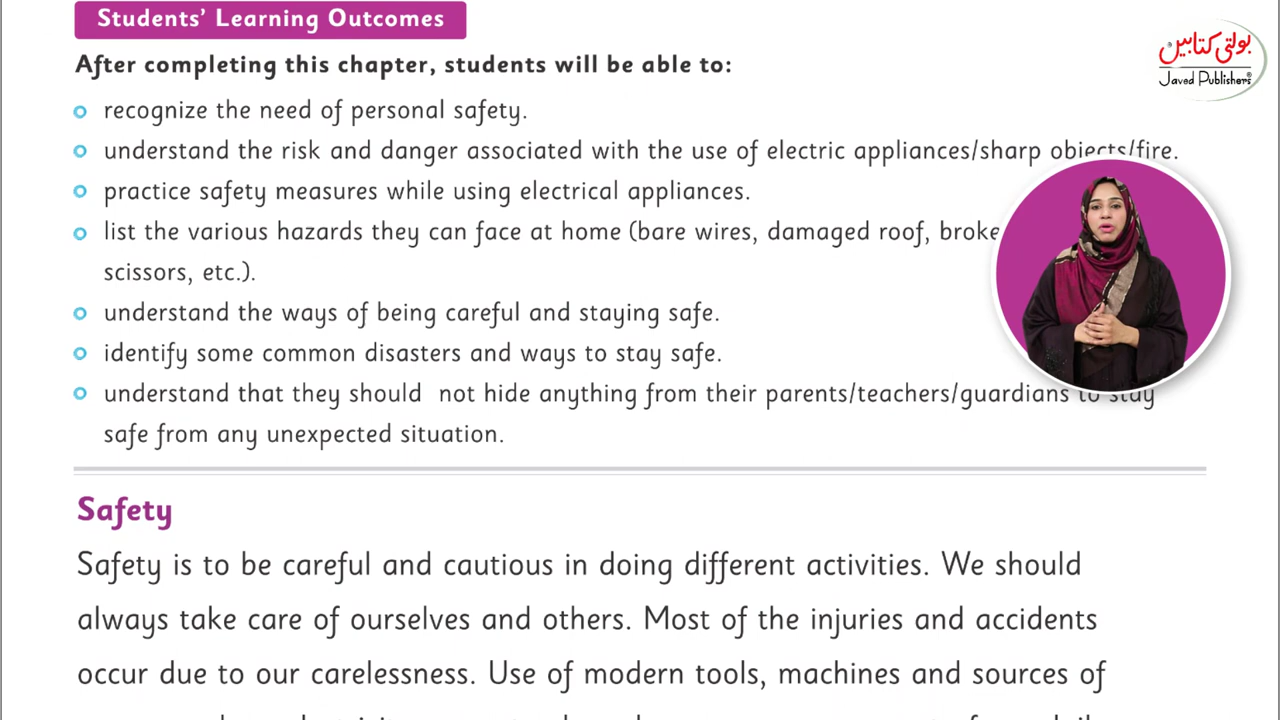 Students' Learning Outcomes
بولتی کتابیں
Javed Publishers®
After completing this chapter, students will be able to:
recognize the need of personal safety.
understand the risk and danger associated with the use of electric appliances/sharp objects/fire.
practice safety measures while using electrical appliances.
list the various hazards they can face at home (bare wires, damaged roof,
scissors, etc.).
understand the ways of being careful and staying safe.
identify some common disasters and ways to stay safe.
understand that they should not hide anything from their parents/teachers/guardians to stay
safe from any unexpected situation.
Safety
Safety is to be careful and cautious in doing different activities. We should
always take care of ourselves and others. Most of the injuries and accidents
occur due to our carelessness. Use of modern tools, machines and sources of